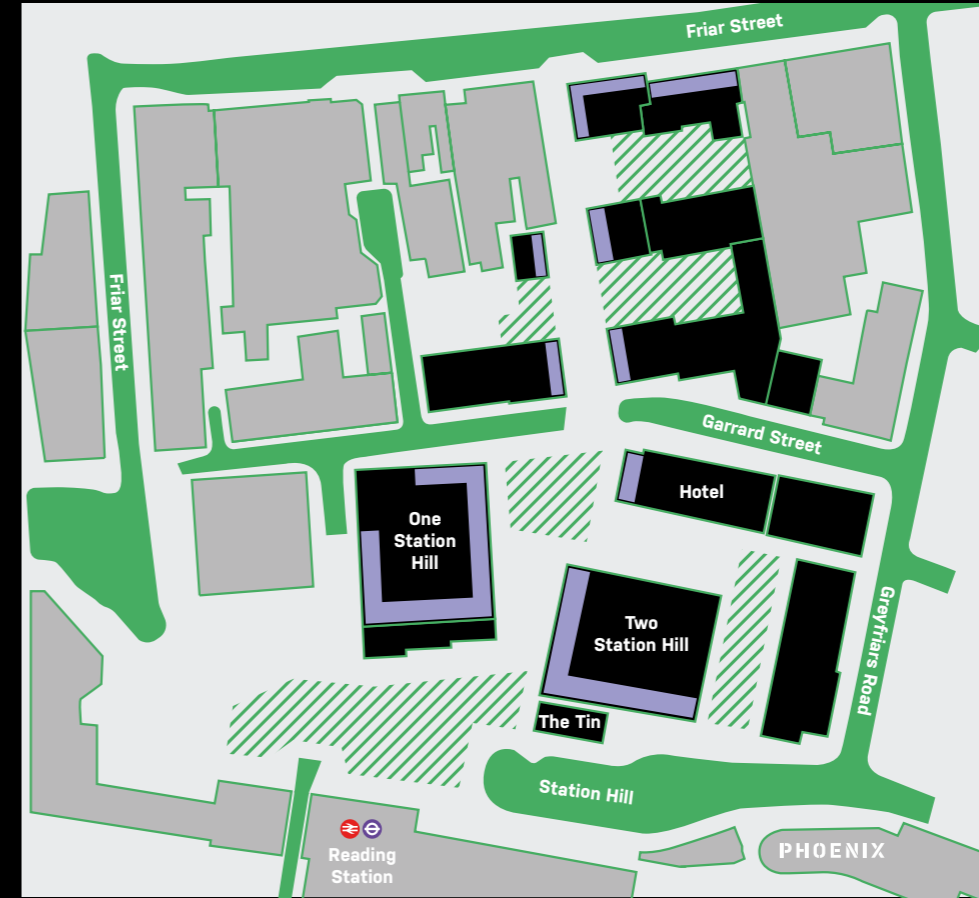 Friar Street
Friar Street
Garrard Street
Hotel
One
Station
Hill
Two
Station Hill
Greyfriars Road
The Tin
Station Hill
Reading
Station
PHOENIX